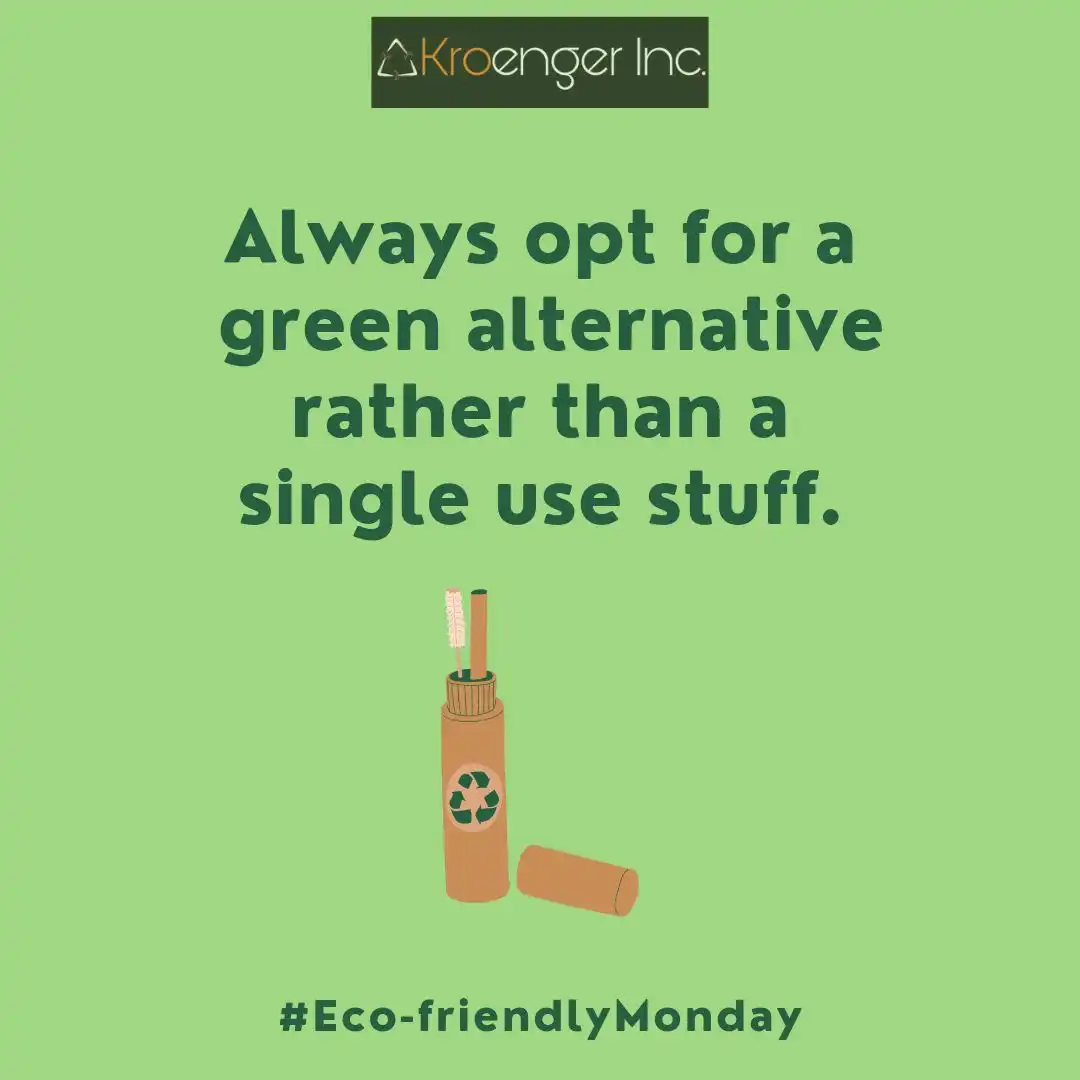 Kroenger Inc.
Always opt for a
green alternative
rather than a
single use stuff.
#Eco-friendlyMonday